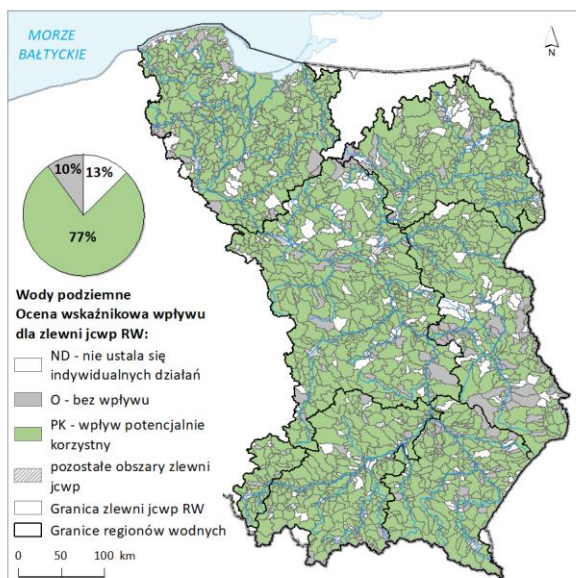 MORZE
BAŁTYCKIE
N
10%
13%
77%
Wody podziemne
Ocena wskaźnikowa wpływu
dla zlewni jcwp RW:
ND - nie ustala się
indywidualnych działań
O - bez wpływu
PK - wpływ potencjalnie
korzystny
pozostałe obszary zlewni
jcwp
Granica zlewni jcwp RW
Granice regionów wodnych
0 50 100 km